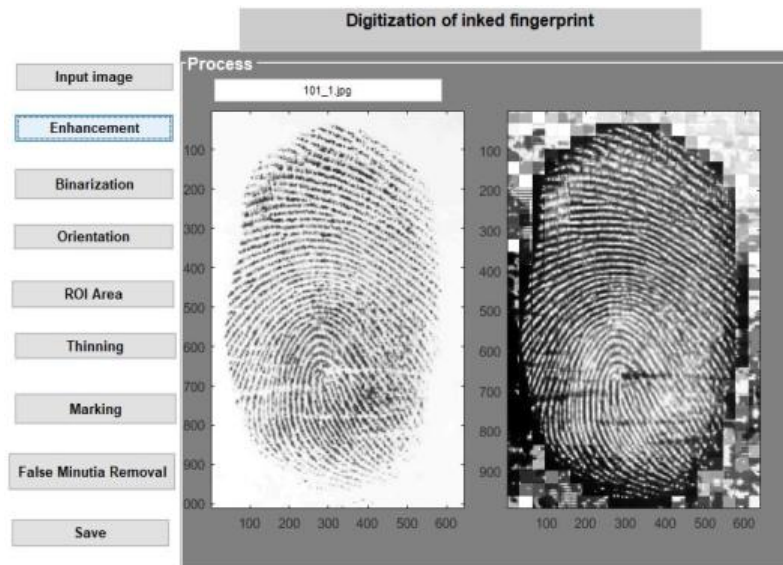 Digitization of inked fingerprint
Input image
Enhancement
Binarization
Orientation
ROI Area
Thinning
Marking
False Minutia Removal
Save
Process
101_1.jpg
100
200
300
400
500
600
700
800
900
1000
100 200 300 400 500 600
100
200
300
400
500
600
700
800
900
100 200 300 400 500 600